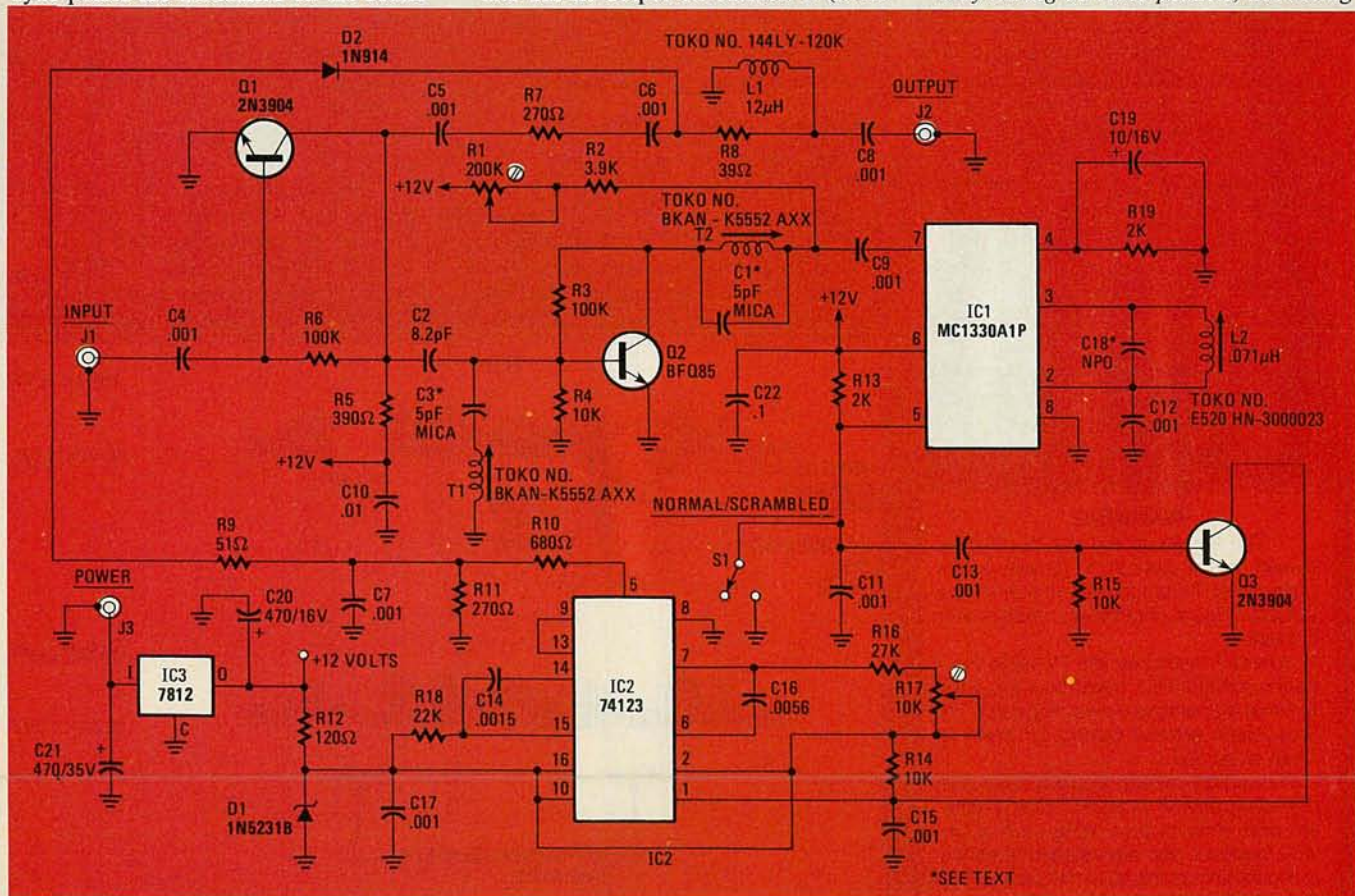 D2
1N914
TOKO NO. 144LY-120K
L1
12µH
Q1
2N3904
C5
.001
R7
270Ω
C6
.001
OUTPUT
J2
R1
200K
R2
3.9K
R8
39Ω
C8
.001
C19
10/16V
+
+12V
TOKO NO.
BKAN - K5552 AXX
T2
R19
2K
C1*
5pF
MICA
C9
.001
7
4
+12V
IC1
MC1330A1P
3
6
5
2
8
C18*
NPO
L2
.071µH
C12
.001
TOKO NO.
E520 HN-3000023
INPUT
J1
C4
.001
R6
100K
C2
8.2pF
R3
100K
Q2
BFQ85
R4
10K
C22
.1
R13
2K
R5
390Ω
C3*
5pF
MICA
+12V
C10
.01
T1
TOKO NO.
BKAN-K5552 AXX
NORMAL/SCRAMBLED
S1
C11
.001
C13
.001
R15
10K
Q3
2N3904
R9
51Ω
R10
680Ω
C7
.001
R11
270Ω
POWER
J3
C20
470/16V
+
5
9
13
14
15
16
10
8
7
6
2
1
IC2
74123
+12 VOLTS
I
IC3
7812
O
C
C21
470/35V
+
R12
120Ω
D1
1N5231B
R18
22K
C14
.0015
C17
.001
C16
.0056
R16
27K
R17
10K
R14
10K
C15
.001
IC2
*SEE TEXT